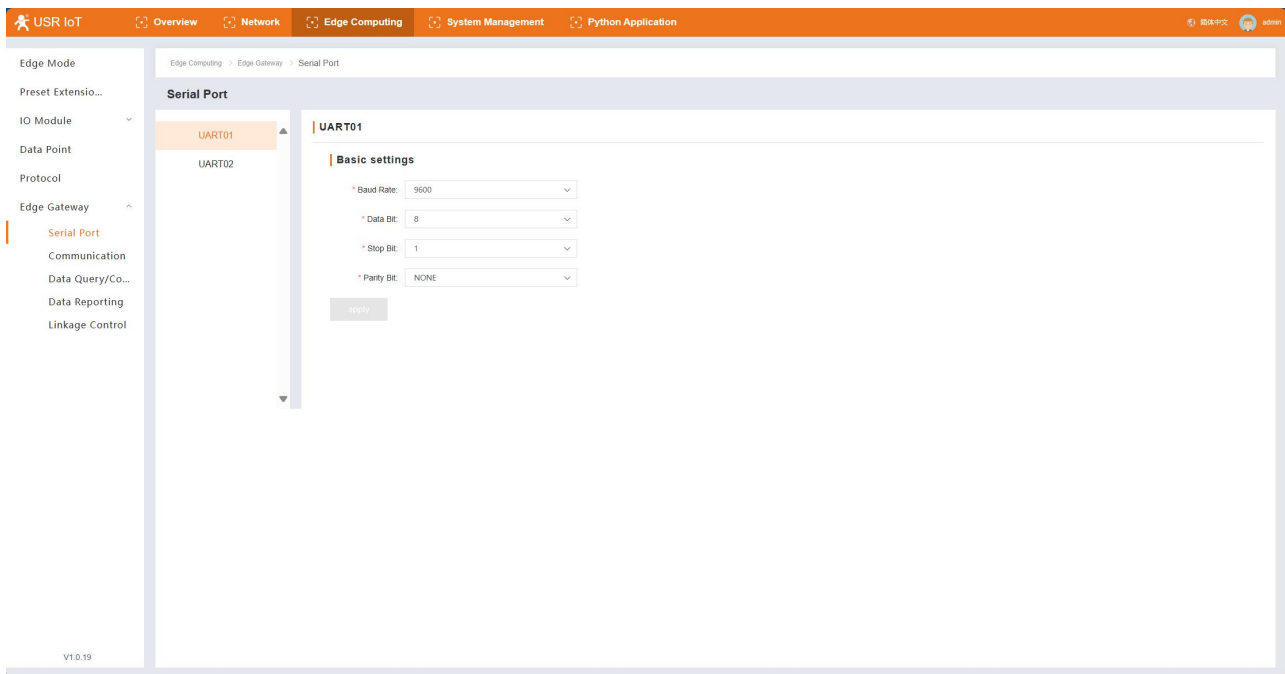 USR IoT Overview Network Edge Computing System Management Python Application 简体中文 admin
Edge Mode
Preset Extensio...
IO Module
Data Point
Protocol
Edge Gateway
Serial Port
Communication
Data Query/Co...
Data Reporting
Linkage Control
V1.0.19
Edge Computing > Edge Gateway > Serial Port
Serial Port
UART01
UART02
UART01
Basic settings
* Baud Rate: 9600
* Data Bit: 8
* Stop Bit: 1
* Parity Bit: NONE
apply